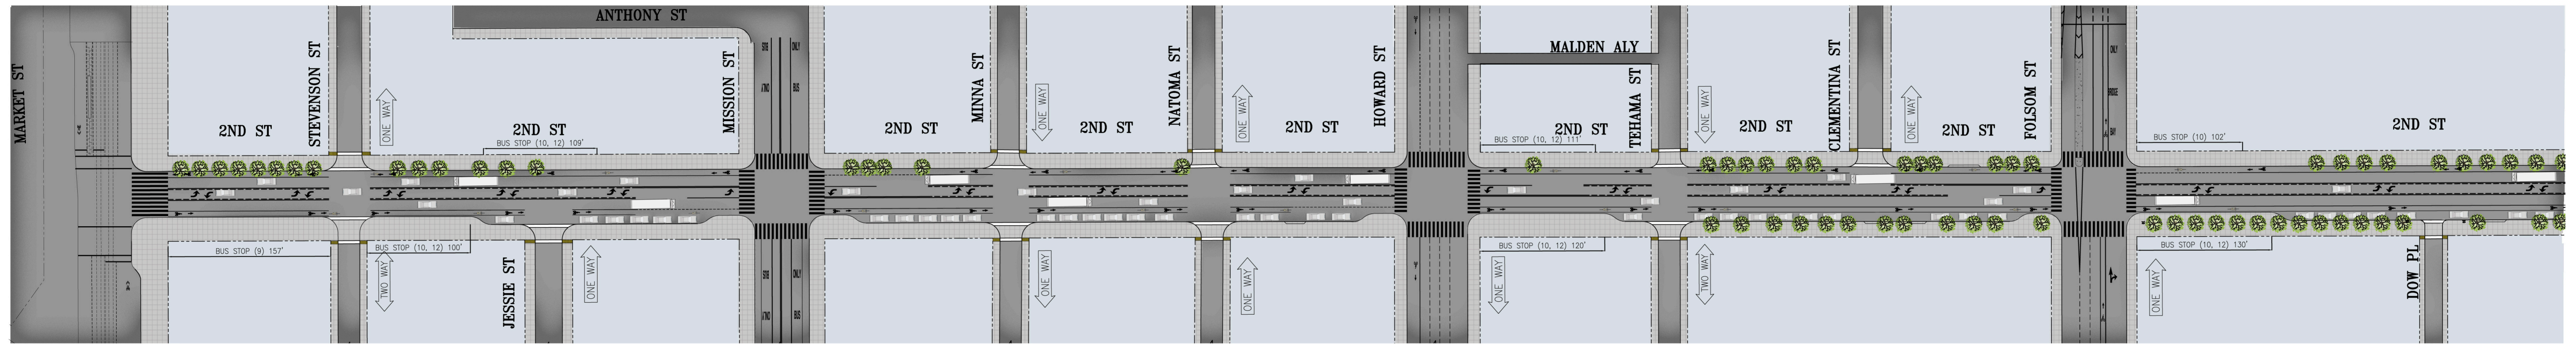 ANTHONY ST
MARKET ST
STEVENSON ST
MISSION ST
MINNA ST
NATOMA ST
HOWARD ST
MALDEN ALY
TEHAMA ST
CLEMENTINA ST
FOLSOM ST
ONLY
BUS
ONLY
ONE WAY
ONE WAY
ONE WAY
ONE WAY
ONE WAY
2ND ST
2ND ST
2ND ST
2ND ST
2ND ST
2ND ST
2ND ST
2ND ST
2ND ST
BUS STOP (10, 12) 109'
BUS STOP (10, 12) 111'
BUS STOP (10) 102'
BUS STOP (9) 157'
BUS STOP (10, 12) 100'
BUS STOP (10, 12) 120'
BUS STOP (10, 12) 130'
TWO WAY
JESSIE ST
ONE WAY
ONLY
BUS
ONE WAY
ONE WAY
ONE WAY
TWO WAY
ONE WAY
DOW PL